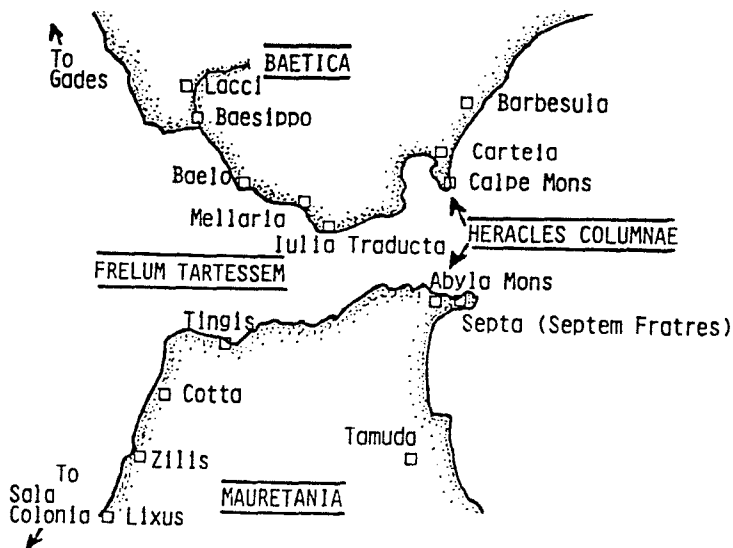 To
Gades
BAETICA
Lacci
Baesippo
Barbesula
Carteia
Baelo
Calpe Mons
Mellaria
Iulia Traducta
HERACLES COLUMNAE
FRELUM TARTESSEM
Abyla Mons
Septa (Septem Fratres)
Tingis
Cotta
Tamuda
Zilis
To
Sala
Colonia
MAURETANIA
Lixus